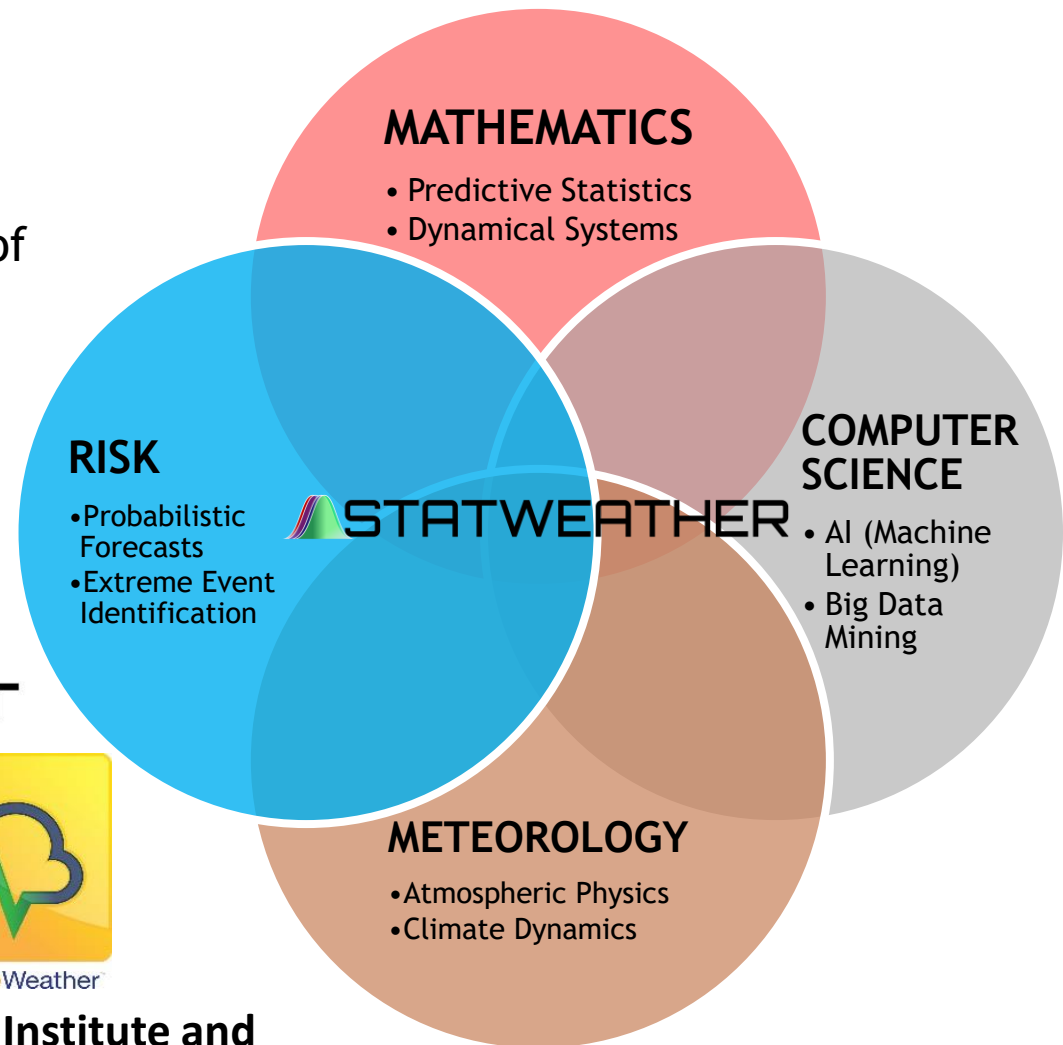 MATHEMATICS
• Predictive Statistics
• Dynamical Systems
of
RISK
•Probabilistic
Forecasts
•Extreme Event
Identification
STATWEATHER
COMPUTER
SCIENCE
• AI (Machine
Learning)
• Big Data
Mining
METEOROLOGY
•Atmospheric Physics
•Climate Dynamics
Weather
Institute and